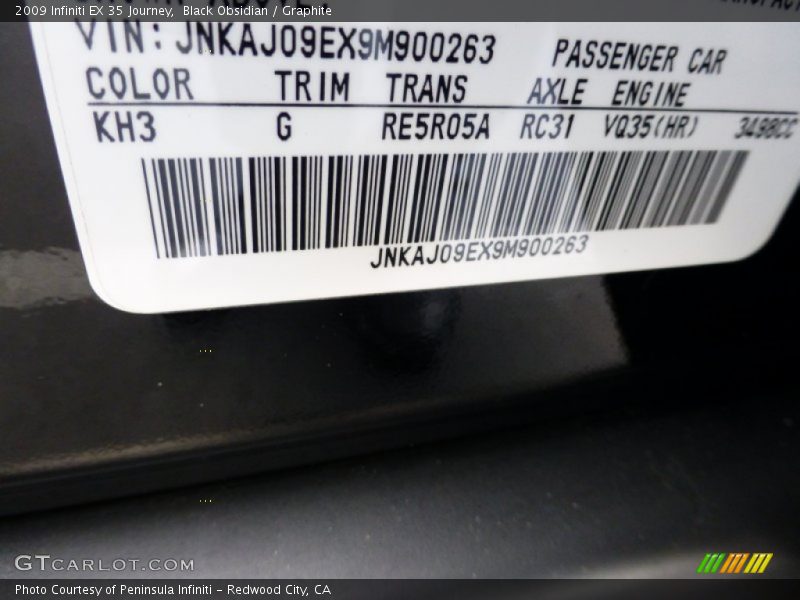 2009 Infiniti EX 35 Journey, Black Obsidian / Graphite
VIN: JNKAJ09EX9M900263 PASSENGER CAR
COLOR TRIM TRANS AXLE ENGINE
KH3 G RE5R05A RC31 VQ35(HR) 3498CC
JNKAJ09EX9M900263
GTCARLOT.COM
Photo Courtesy of Peninsula Infiniti - Redwood City, CA